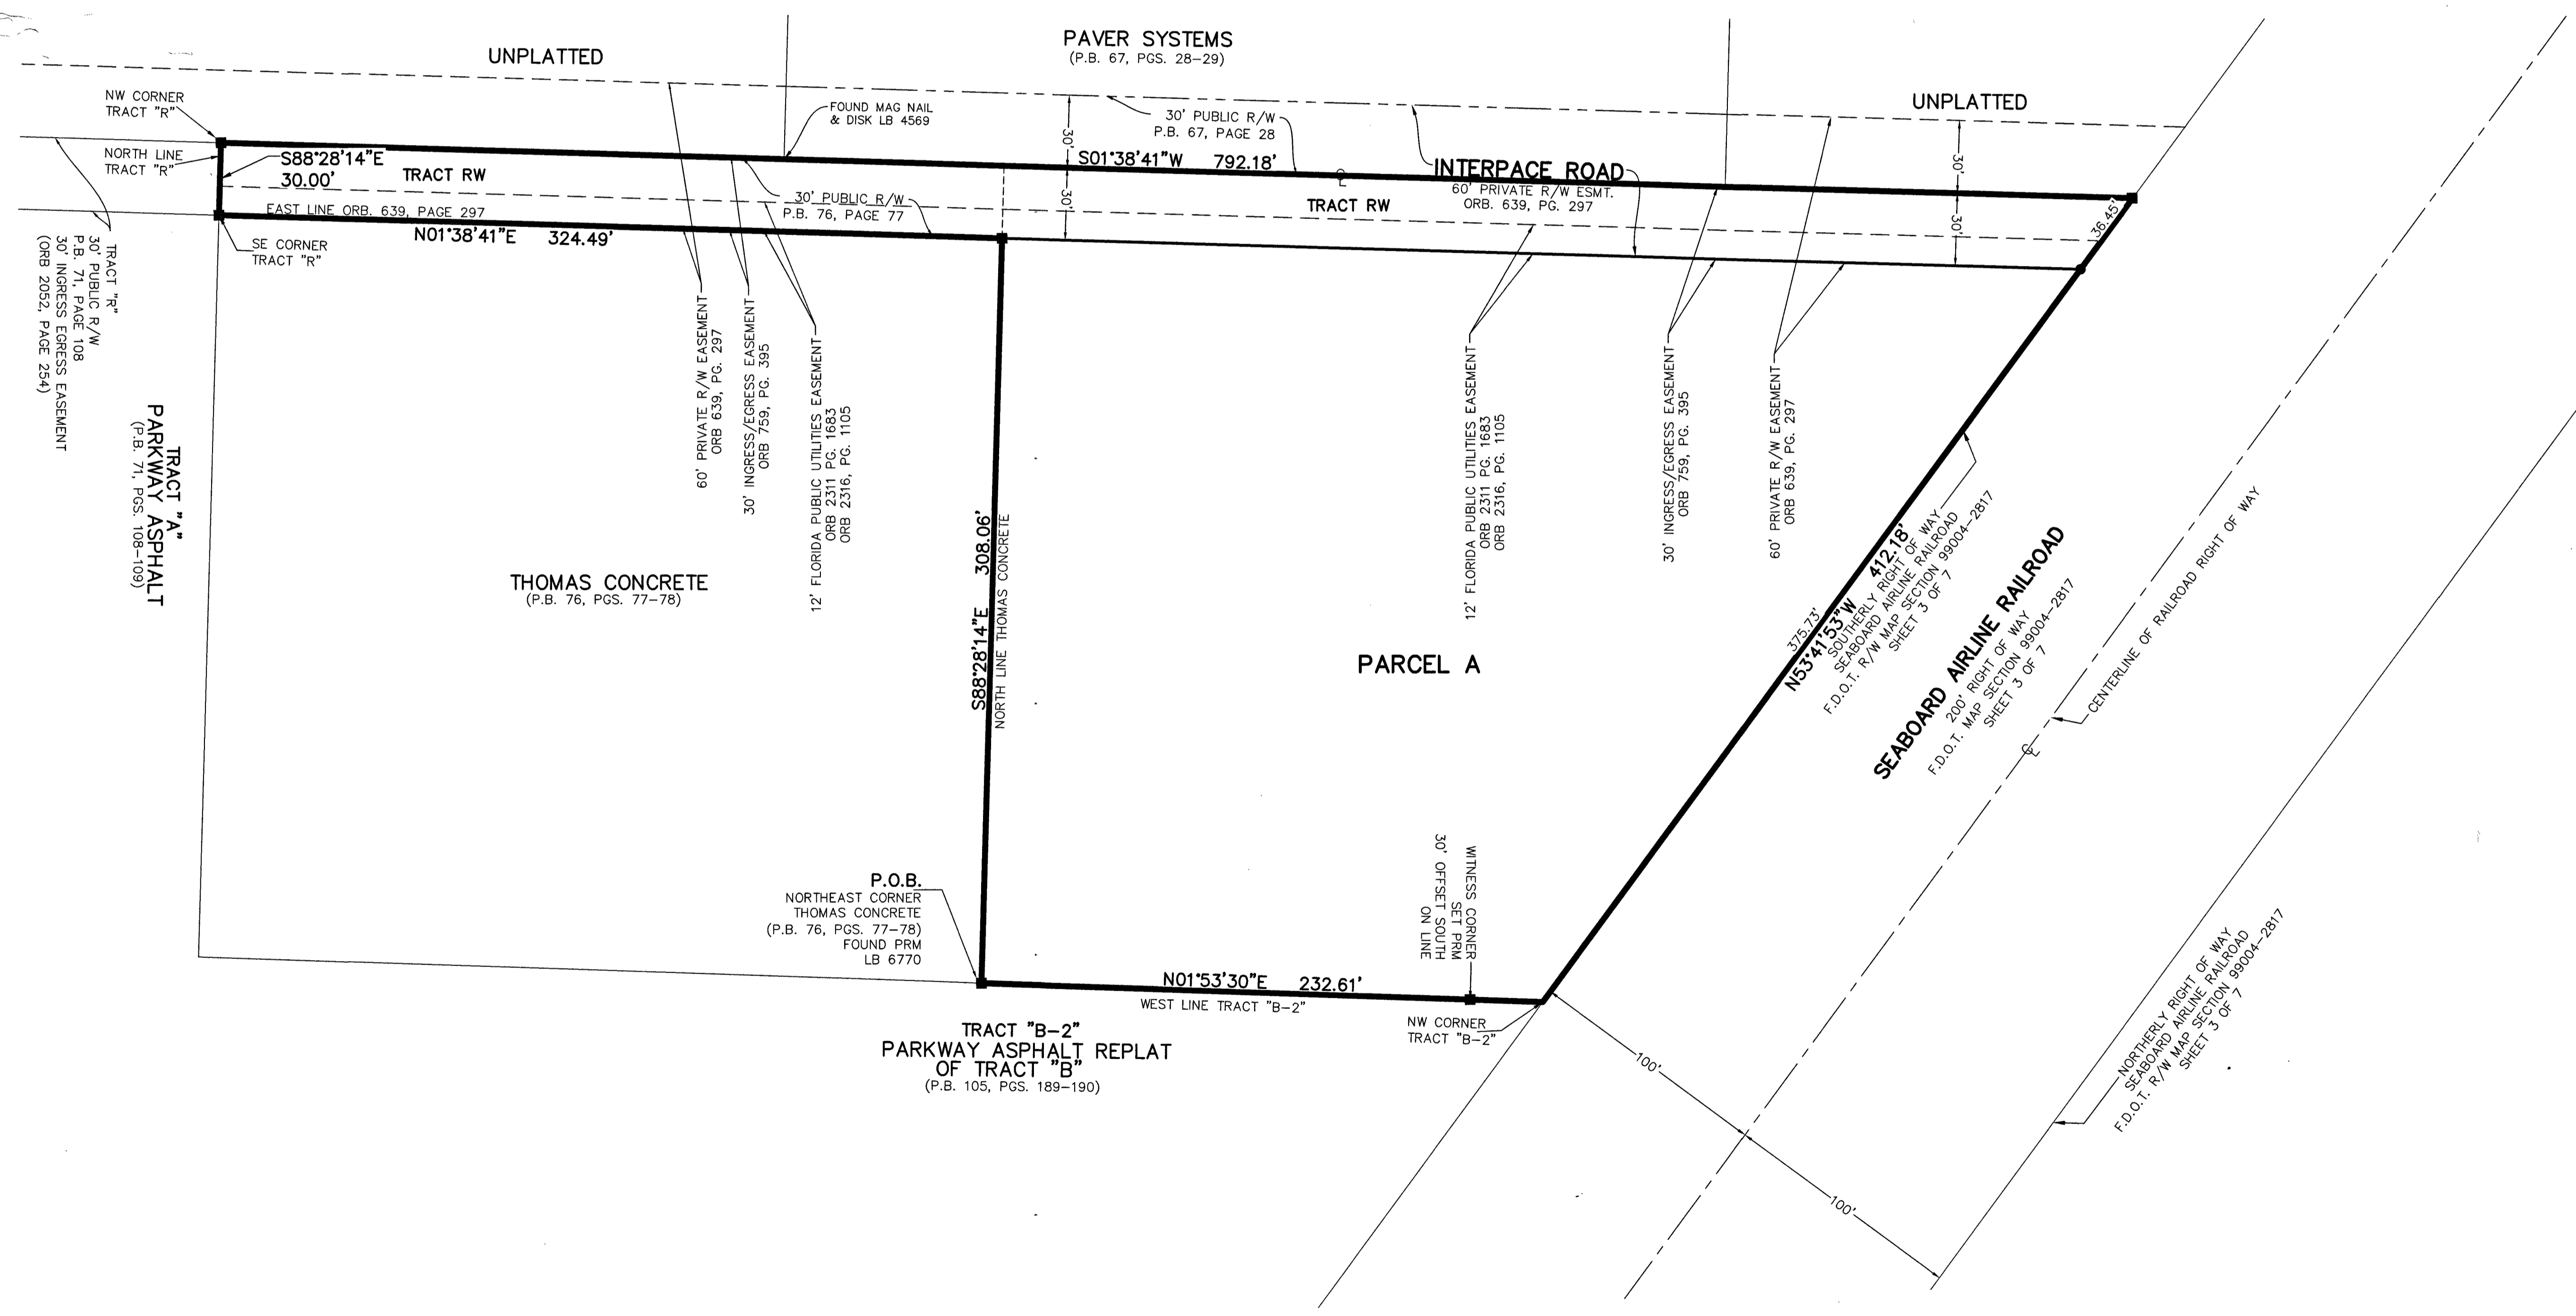 UNPLATTED
PAVER SYSTEMS
(P.B. 67, PGS. 28-29)
UNPLATTED
NW CORNER
TRACT "R"
FOUND MAG NAIL
& DISK LB 4569
30' PUBLIC R/W
P.B. 67, PAGE 28
30'
30'
NORTH LINE
TRACT "R"
S88°28'14"E
30.00'
TRACT RW
S01°38'41"W 792.18'
INTERPACE ROAD
60' PRIVATE R/W ESMT.
ORB. 639, PG. 297
TRACT RW
30'
30'
36.45'
EAST LINE ORB. 639, PAGE 297
30' PUBLIC R/W
P.B. 76, PAGE 77
N01°38'41"E 324.49'
SE CORNER
TRACT "R"
TRACT "R"
30' PUBLIC R/W
P.B. 71, PAGE 108
30' INGRESS EGRESS EASEMENT
(ORB 2052, PAGE 254)
TRACT "A"
PARKWAY ASPHALT
(P.B. 71, PGS. 108-109)
60' PRIVATE R/W EASEMENT
ORB 639, PG. 297
30' INGRESS/EGRESS EASEMENT
ORB 759, PG. 395
12' FLORIDA PUBLIC UTILITIES EASEMENT
ORB 2311 PG. 1683
ORB 2316, PG. 1105
THOMAS CONCRETE
(P.B. 76, PGS. 77-78)
S88°28'14"E 308.06'
NORTH LINE THOMAS CONCRETE
12' FLORIDA PUBLIC UTILITIES EASEMENT
ORB 2311 PG. 1683
ORB 2316, PG. 1105
30' INGRESS/EGRESS EASEMENT
ORB 759, PG. 395
60' PRIVATE R/W EASEMENT
ORB 639, PG. 297
PARCEL A
375.73'
N53°41'53"W 412.18'
SOUTHERLY RIGHT OF WAY
SEABOARD AIRLINE RAILROAD
F.D.O.T. R/W MAP SECTION 99004-2817
SHEET 3 OF 7
SEABOARD AIRLINE RAILROAD
200' RIGHT OF WAY
F.D.O.T. MAP SECTION 99004-2817
SHEET 3 OF 7
CENTERLINE OF RAILROAD RIGHT OF WAY
P.O.B.
NORTHEAST CORNER
THOMAS CONCRETE
(P.B. 76, PGS. 77-78)
FOUND PRM
LB 6770
WITNESS CORNER
SET PRM
30' OFFSET SOUTH
ON LINE
N01°53'30"E 232.61'
WEST LINE TRACT "B-2"
NW CORNER
TRACT "B-2"
TRACT "B-2"
PARKWAY ASPHALT REPLAT
OF TRACT "B"
(P.B. 105, PGS. 189-190)
100'
100'
NORTHERLY RIGHT OF WAY
SEABOARD AIRLINE RAILROAD
F.D.O.T. R/W MAP SECTION 99004-2817
SHEET 3 OF 7